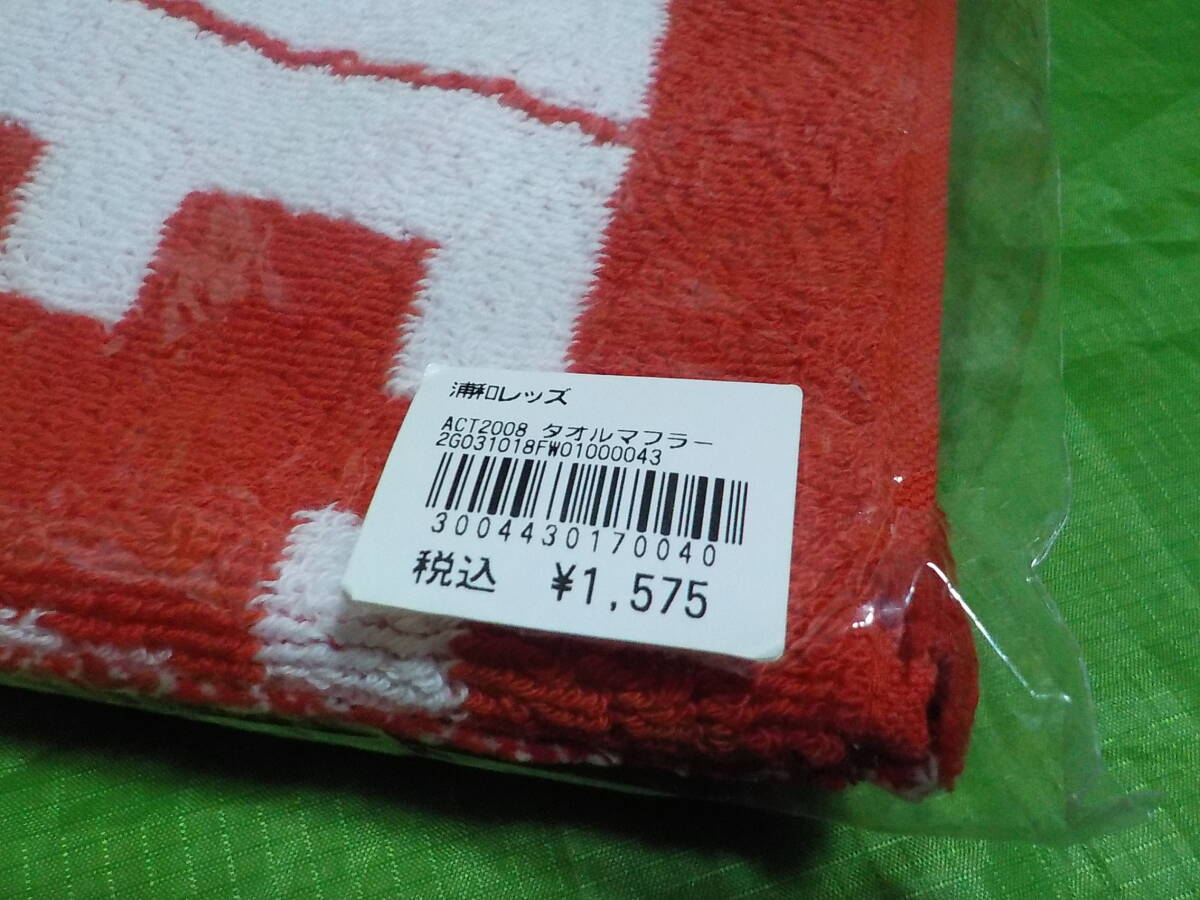 浦和レッズ
ACT2008 タオルマフラー
2G031018FW01000043
3004430170040
税込 ¥1,575